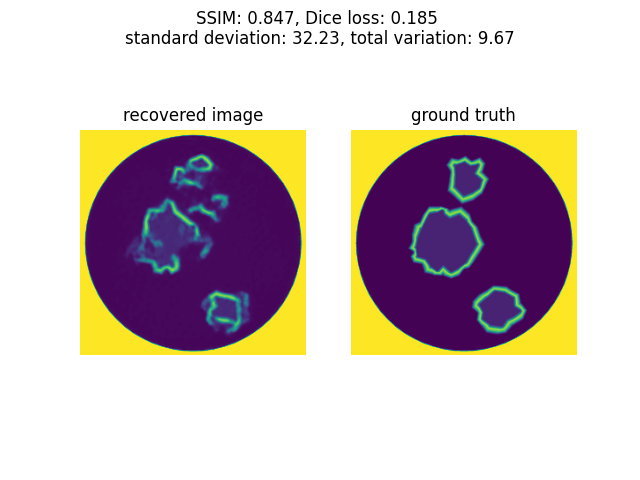 SSIM: 0.847, Dice loss: 0.185
standard deviation: 32.23, total variation: 9.67
recovered image
ground truth